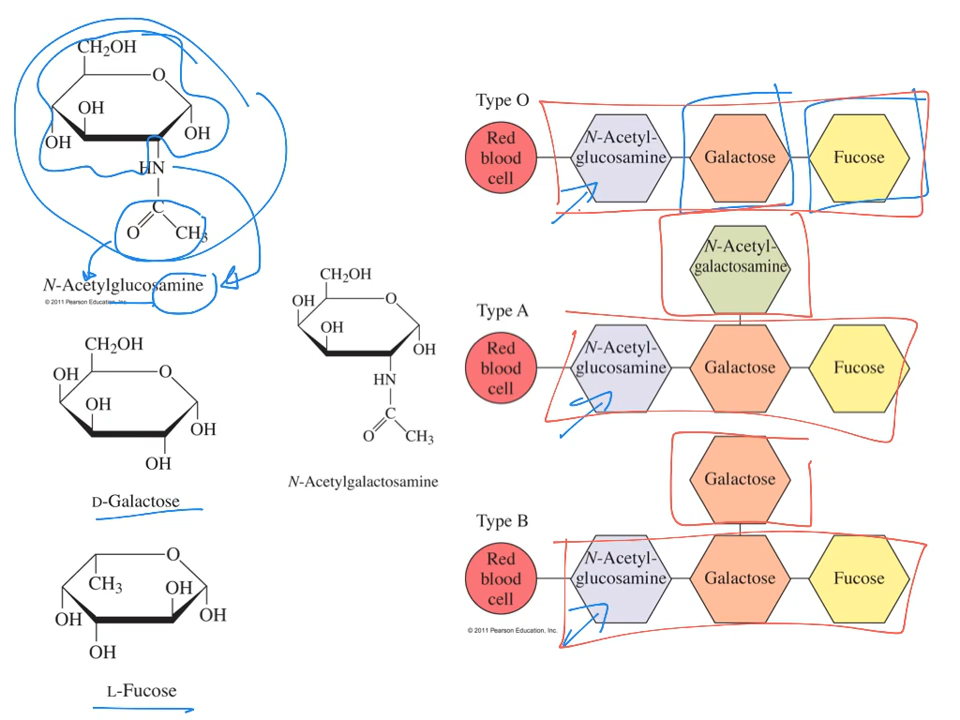 CH₂OH
O
OH
OH
OH
HN
C
O
CH₃
N-Acetylglucosamine
© 2011 Pearson Education, Inc.
CH₂OH
O
OH
OH
OH
OH
D-Galactose
O
CH₃
OH
OH
OH
OH
L-Fucose
CH₂OH
O
OH
OH
OH
HN
C
O
CH₃
N-Acetylgalactosamine
Type O
Red
blood
cell
N-Acetyl-
glucosamine
Galactose
Fucose
N-Acetyl-
galactosamine
Type A
Red
blood
cell
N-Acetyl-
glucosamine
Galactose
Fucose
Galactose
Type B
Red
blood
cell
N-Acetyl-
glucosamine
Galactose
Fucose
© 2011 Pearson Education, Inc.